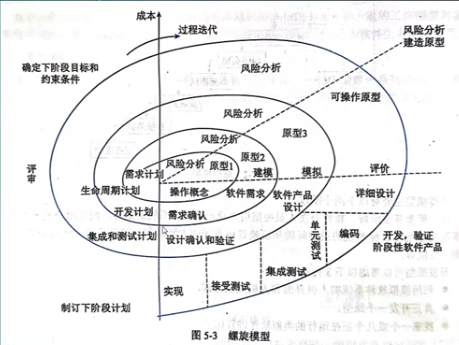 成本
过程迭代
风险分析
建造原型
确定下阶段目标和
约束条件
风险分析
可操作原型
风险分析
原型3
风险分析
原型2
风险分析
原型1
建模
模拟
评价
评审
需求计划
生命周期计划
操作概念
软件需求
软件产品
设计
详细设计
开发计划
需求确认
集成和测试计划
设计确认和验证
单元测试
编码
开发,验证
阶段性软件产品
集成测试
接受测试
实现
制订下阶段计划
图 5-3 螺旋模型